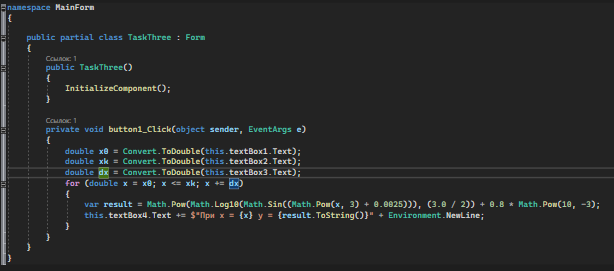 namespace MainForm
{
public partial class TaskThree : Form
{
Ссылок: 1
public TaskThree()
{
InitializeComponent();
}
Ссылок: 1
private void button1_Click(object sender, EventArgs e)
{
double x0 = Convert.ToDouble(this.textBox1.Text);
double xk = Convert.ToDouble(this.textBox2.Text);
double dx = Convert.ToDouble(this.textBox3.Text);
for (double x = x0; x <= xk; x += dx)
{
var result = Math.Pow(Math.Log10(Math.Sin((Math.Pow(x, 3) + 0.0025))), (3.0 / 2)) + 0.8 * Math.Pow(10, -3);
this.textBox4.Text += $"При x = {x} y = {result.ToString()}" + Environment.NewLine;
}
}
}
}